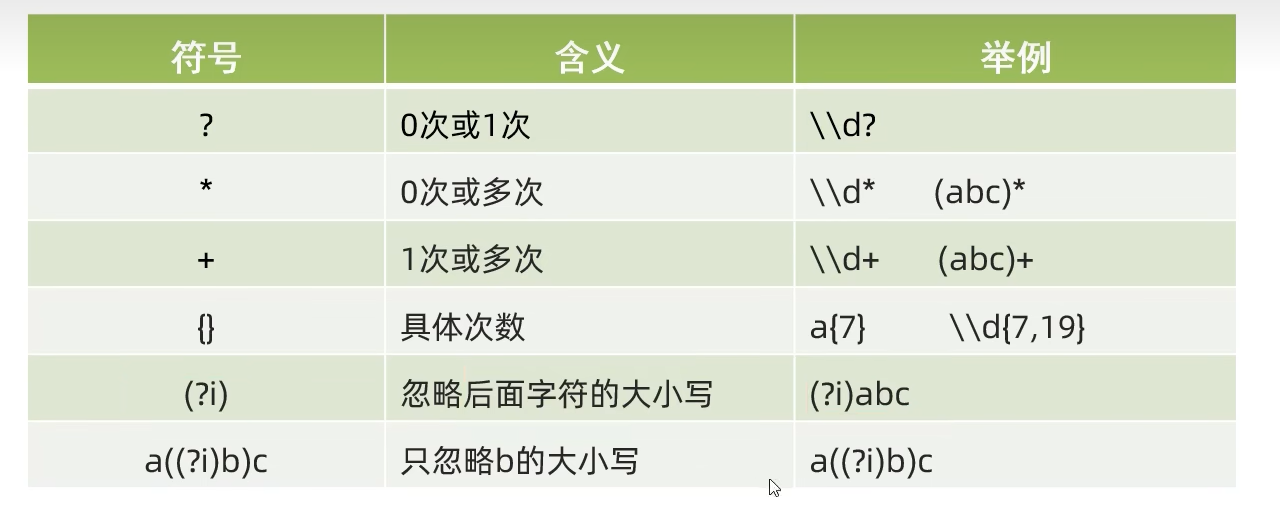 符号 含义 举例
? 0次或1次 \\d?
* 0次或多次 \\d* (abc)*
+ 1次或多次 \\d+ (abc)+
{} 具体次数 a{7} \\d{7,19}
(?i) 忽略后面字符的大小写 (?i)abc
a((?i)b)c 只忽略b的大小写 a((?i)b)c